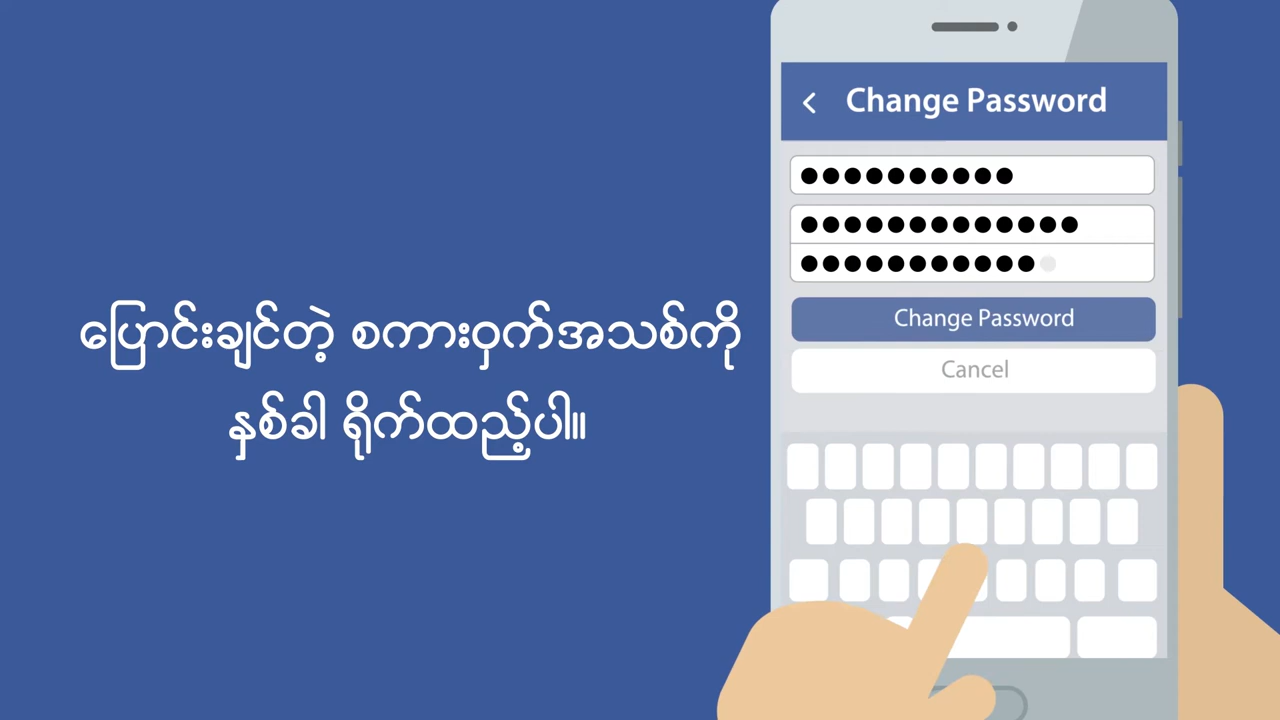 ပြောင်းချင်တဲ့ စကားဝှက်အသစ်ကို
နှစ်ခါ ရိုက်ထည့်ပါ။
Change Password
Change Password
Cancel